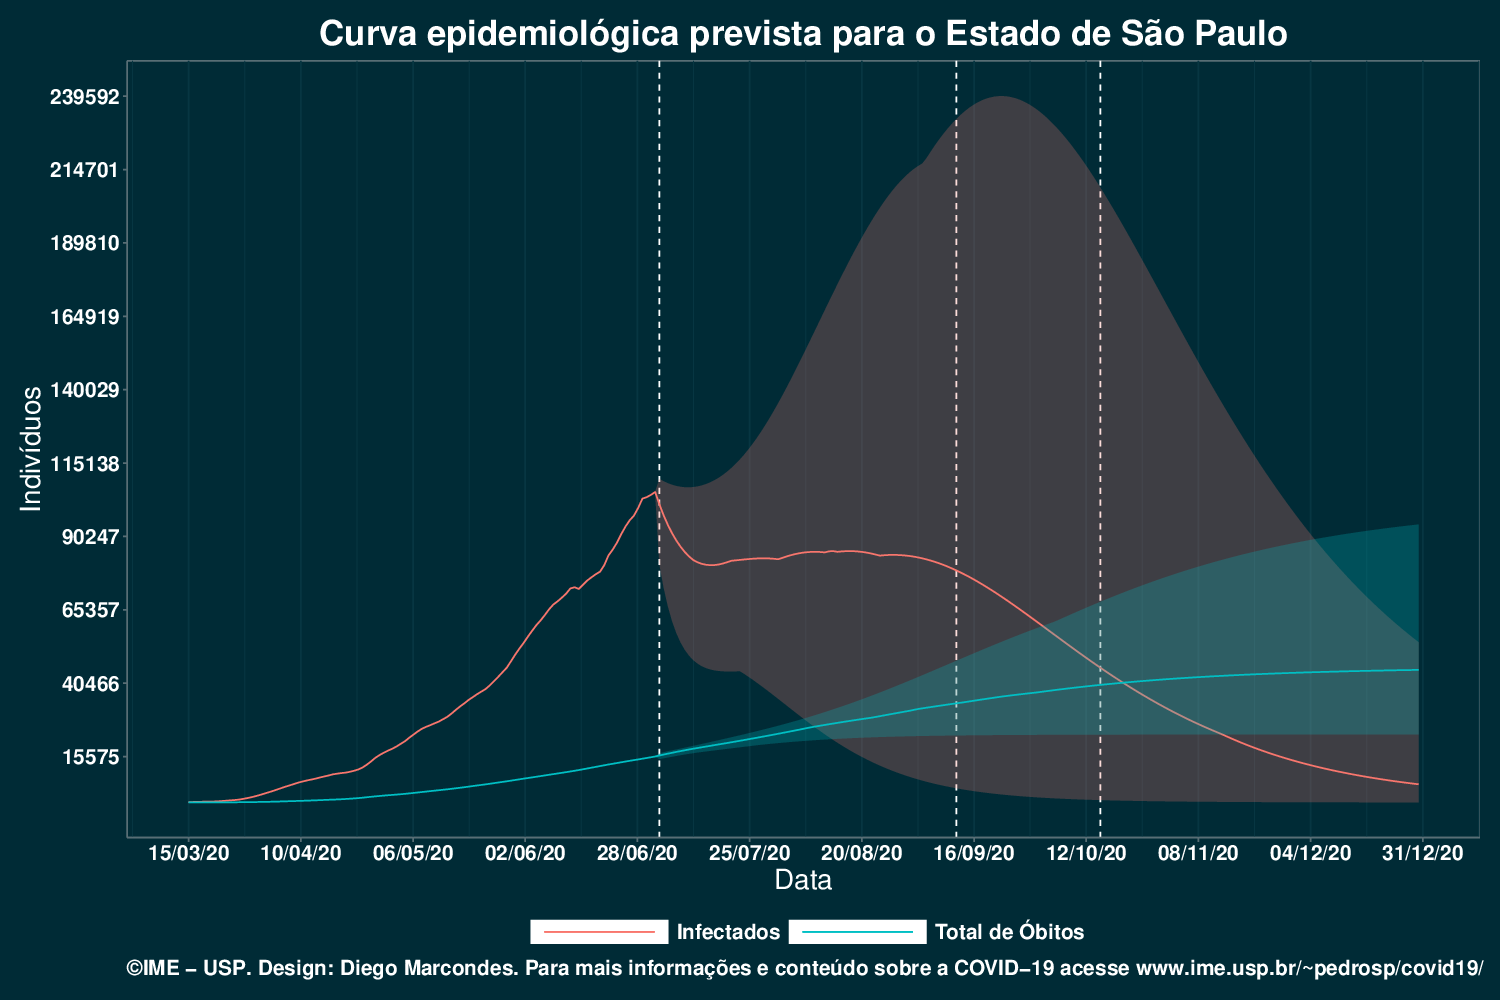 Curva epidemiológica prevista para o Estado de São Paulo
239592
214701
189810
164919
140029
115138
90247
65357
40466
15575
Indivíduos
15/03/20 10/04/20 06/05/20 02/06/20 28/06/20 25/07/20 20/08/20 16/09/20 12/10/20 08/11/20 04/12/20 31/12/20
Data
Infectados Total de Óbitos
©IME – USP. Design: Diego Marcondes. Para mais informações e conteúdo sobre a COVID–19 acesse www.ime.usp.br/~pedrosp/covid19/